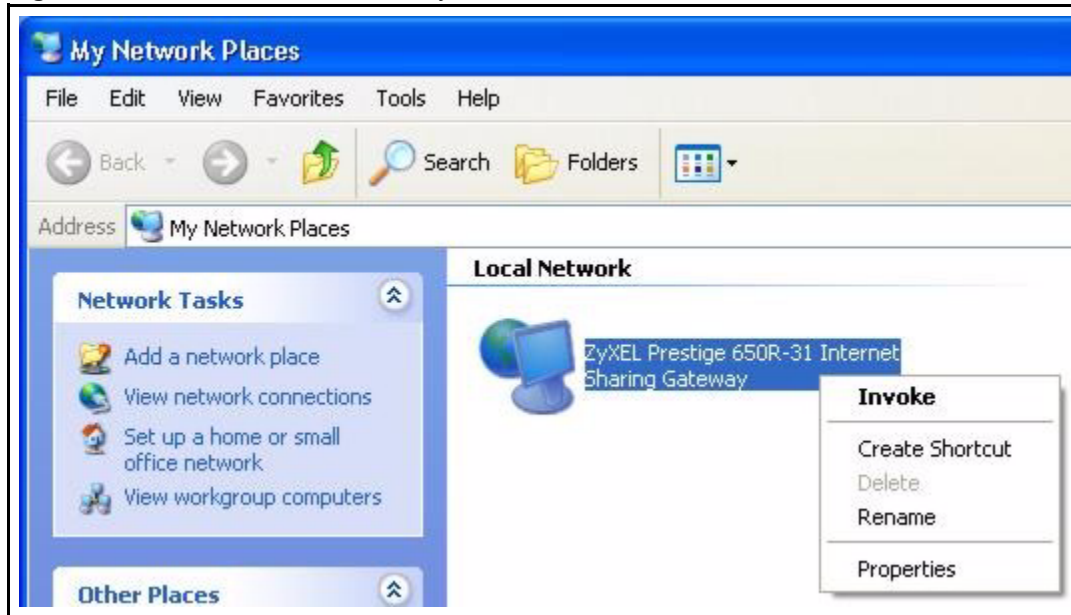 My Network Places
File Edit View Favorites Tools Help
Back Search Folders
Address My Network Places
Network Tasks
Add a network place
View network connections
Set up a home or small
office network
View workgroup computers
Other Places
Local Network
ZyXEL Prestige 650R-31 Internet
Sharing Gateway
Invoke
Create Shortcut
Delete
Rename
Properties